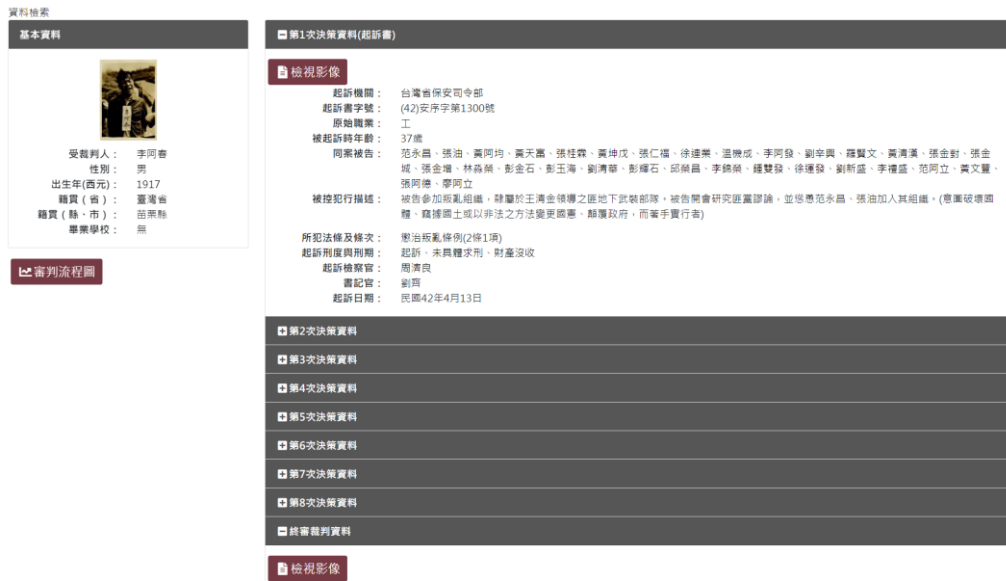 資料檢索
基本資料
受裁判人： 李阿春
性別： 男
出生年(西元)： 1917
籍貫（省）： 臺灣省
籍貫（縣、市）： 苗栗縣
畢業學校： 無
審判流程圖
第1次決策資料(起訴書)
檢視影像
起訴機關： 台灣省保安司令部
起訴書字號： (42)安序字第1300號
原始職業： 工
被起訴時年齡： 37歲
同案被告： 范永昌、張油、黃阿均、黃天富、張桂霖、黃坤戊、張仁福、徐連業、溫機成、李阿發、劉辛興、羅賢文、黃清漢、張金對、張金
城、張金增、林淼榮、彭金石、彭玉海、劉清華、彭輝石、邱榮昌、李錦榮、鍾雙發、徐運發、劉新盛、李禮盛、范阿立、黃文豐、
張阿偉、廖阿立
被控犯行描述： 被告參加叛亂組織，隸屬於王清金領導之匪地下武裝部隊，被告開會研究匪黨謬論，並慫恿范永昌、張油加入其組織。(意圖破壞國
體、竊據國土或以非法之方法變更國憲、顛覆政府，而著手實行者)
所犯法條及條次： 懲治叛亂條例(2條1項)
起訴刑度與刑期： 起訴、未具體求刑、財產沒收
起訴檢察官： 周濟良
書記官： 劉齊
起訴日期： 民國42年4月13日
第2次決策資料
第3次決策資料
第4次決策資料
第5次決策資料
第6次決策資料
第7次決策資料
第8次決策資料
終審裁判資料
檢視影像